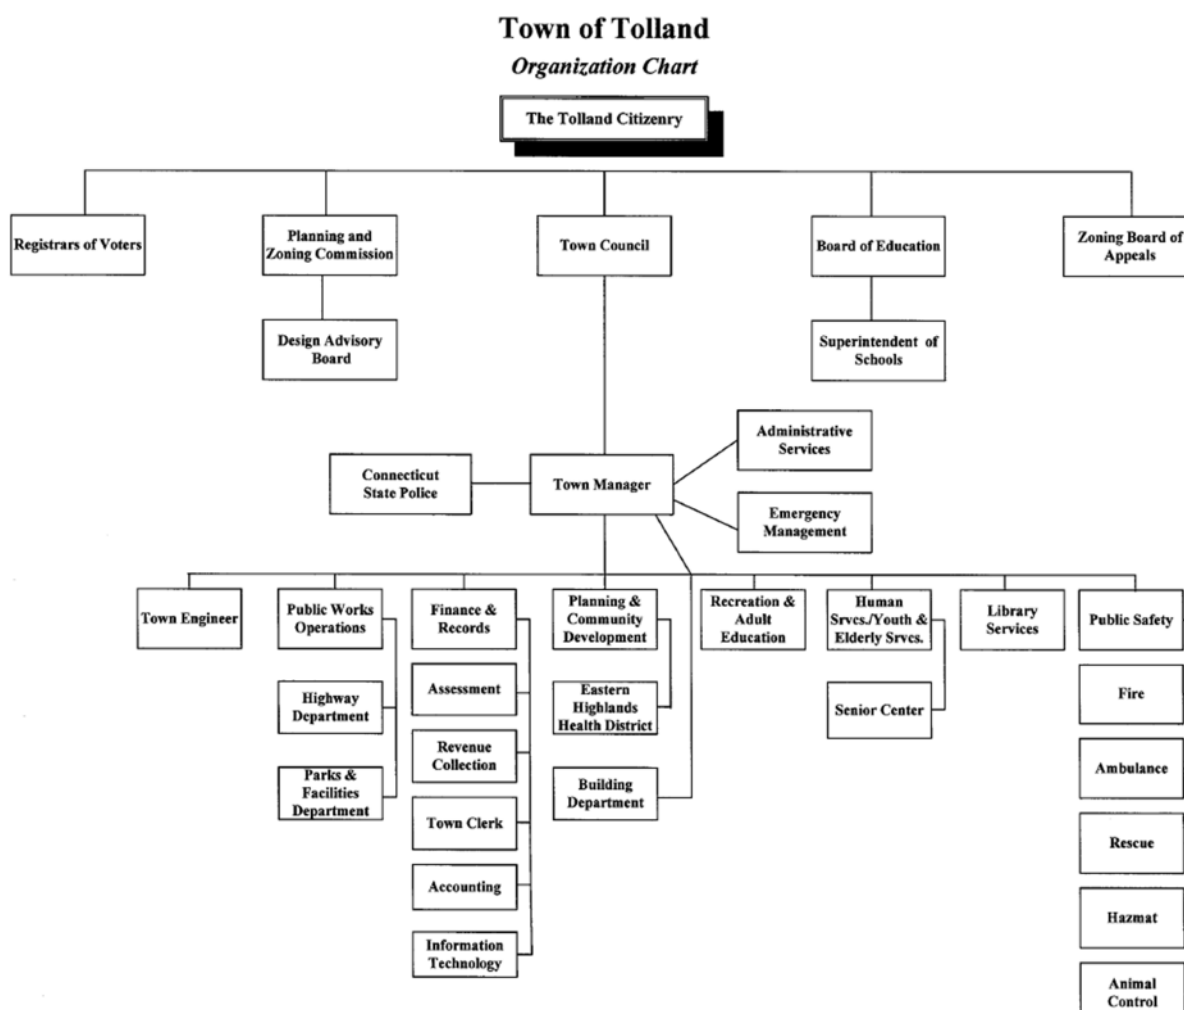 Town of Tolland
Organization Chart
The Tolland Citizenry
Registrars of Voters
Planning and
Zoning Commission
Town Council
Board of Education
Zoning Board of
Appeals
Design Advisory
Board
Superintendent of
Schools
Administrative
Services
Connecticut
State Police
Town Manager
Emergency
Management
Town Engineer
Public Works
Operations
Finance &
Records
Planning &
Community
Development
Recreation &
Adult
Education
Human
Srvcs./Youth &
Elderly Srvcs.
Library
Services
Public Safety
Highway
Department
Assessment
Eastern
Highlands
Health District
Senior Center
Fire
Parks &
Facilities
Department
Revenue
Collection
Building
Department
Ambulance
Town Clerk
Rescue
Accounting
Hazmat
Information
Technology
Animal
Control